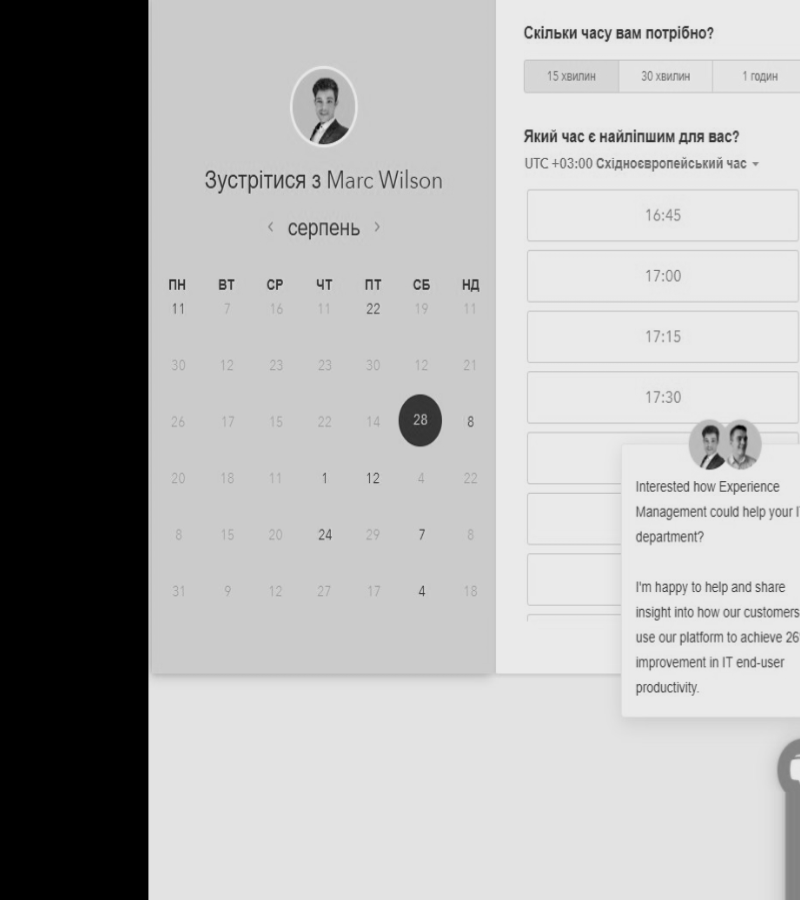 Зустрітися з Marc Wilson
‹ серпень ›
ПН ВТ СР ЧТ ПТ СБ НД
11 7 16 11 22 19 11
30 12 23 23 30 12 21
26 17 15 22 14 28 8
20 18 11 1 12 4 22
8 15 20 24 29 7 8
31 9 12 27 17 4 18
Скільки часу вам потрібно?
15 хвилин 30 хвилин 1 годин
Який час є найліпшим для вас?
UTC +03:00 Східноєвропейський час
16:45
17:00
17:15
17:30
Interested how Experience
Management could help your
department?
I'm happy to help and share
insight into how our customers
use our platform to achieve 26
improvement in IT end-user
productivity.